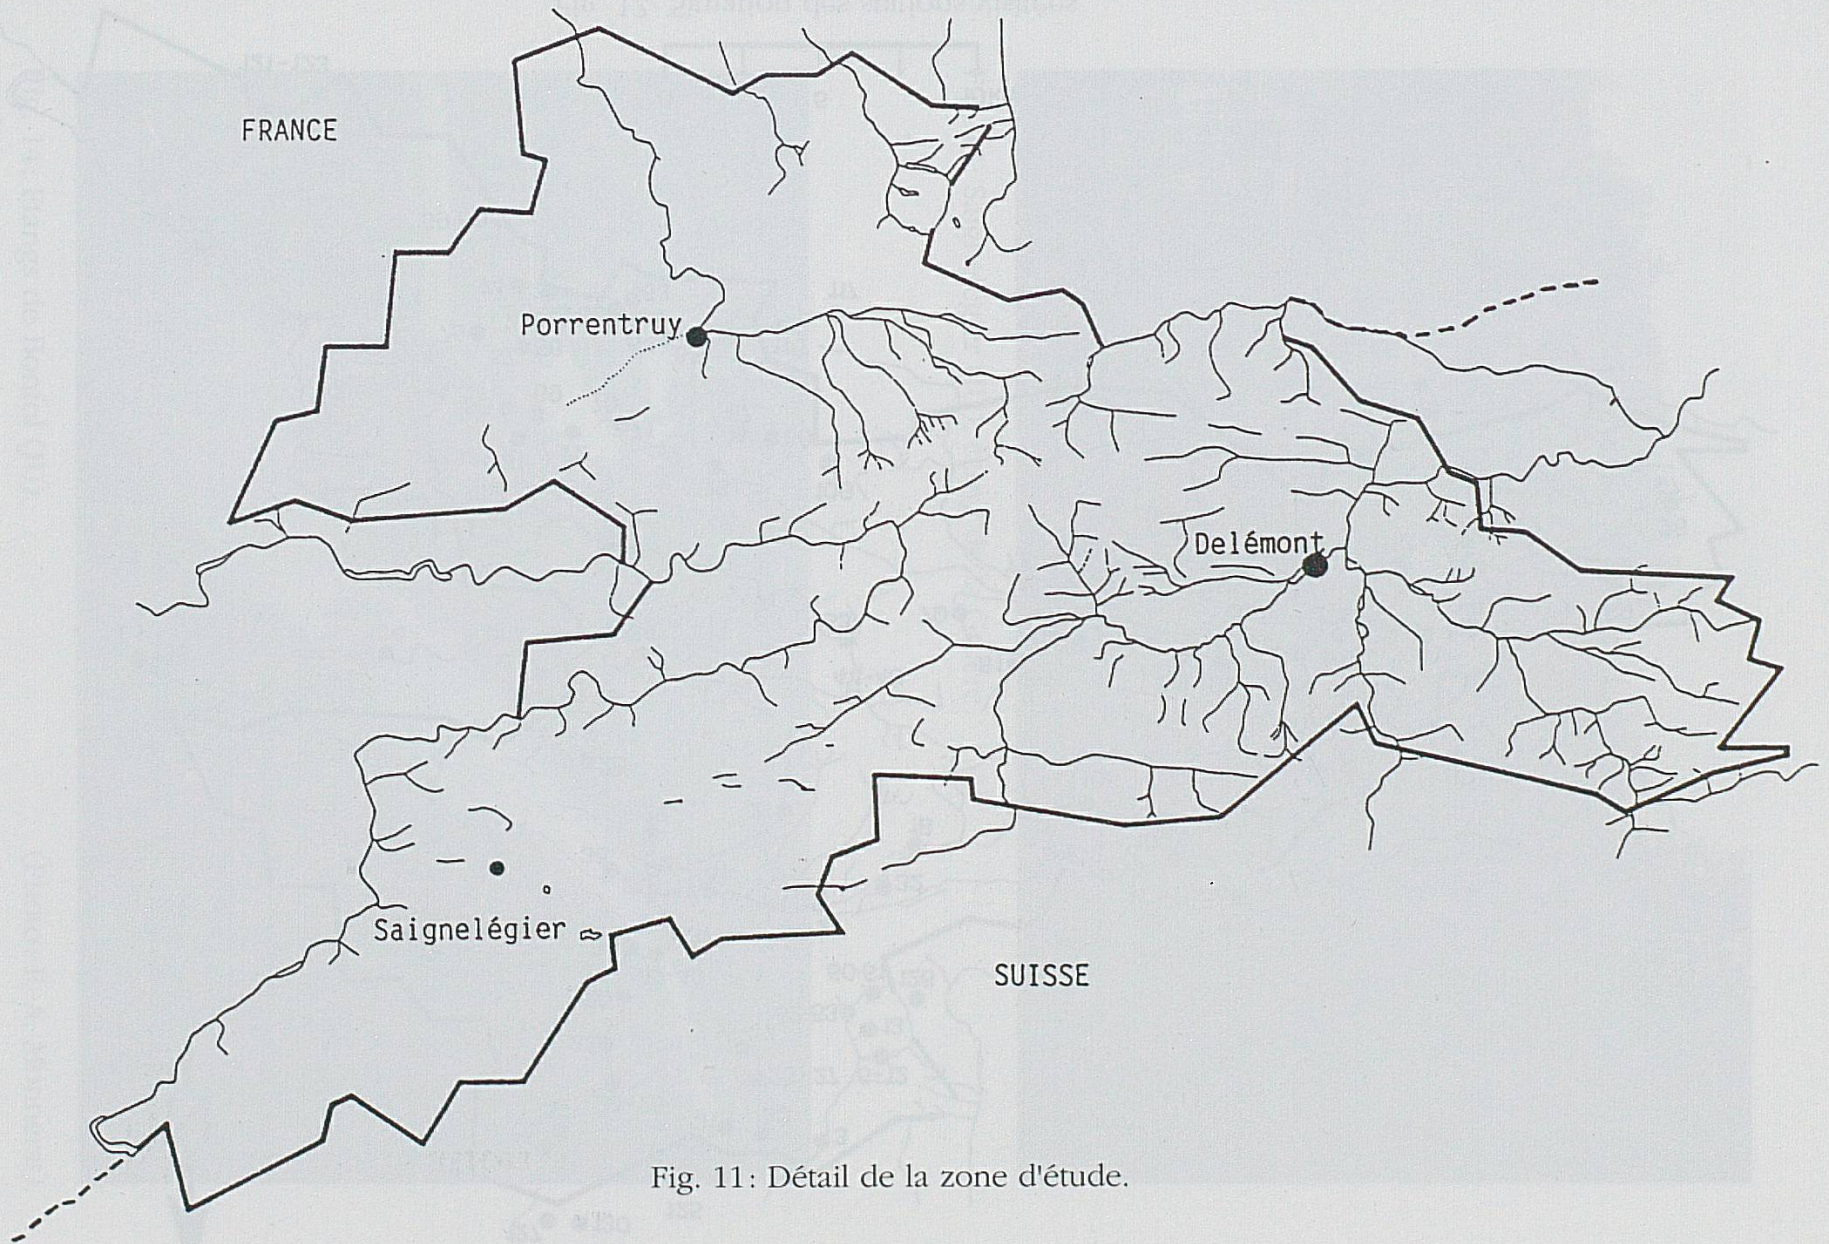 FRANCE
Porrentruy
Delémont
Saignelégier
SUISSE
Fig. 11: Détail de la zone d'étude.